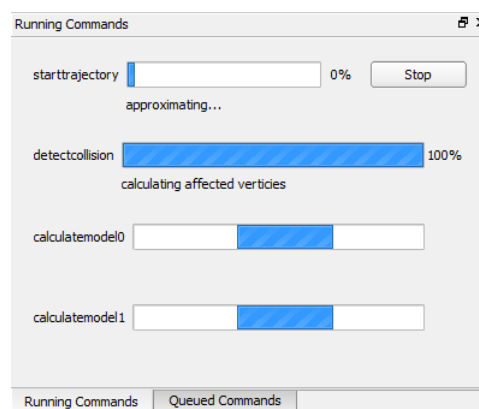 Running Commands
starttrajectory 0% Stop
approximating...
detectcollision 100%
calculating affected verticies
calculatemodel0
calculatemodel1
Running Commands Queued Commands